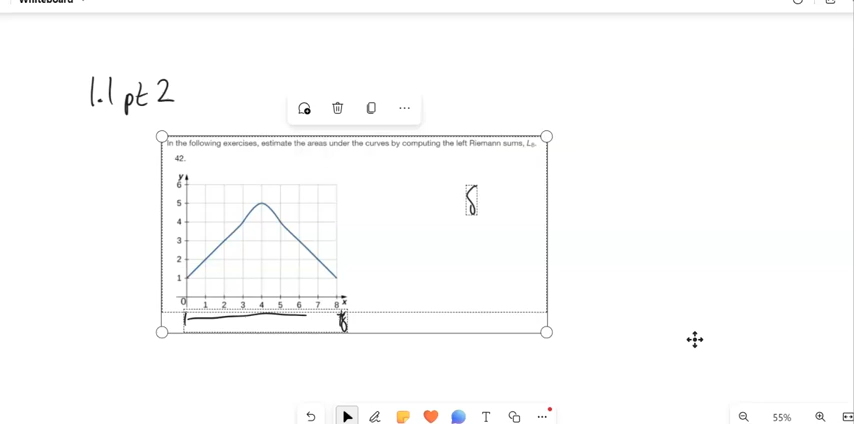 Whiteboard
1.1 pt 2
In the following exercises, estimate the areas under the curves by computing the left Riemann sums, L₈.
42.
y
6
5
4
3
2
1
0 1 2 3 4 5 6 7 8 x
8
8
55%